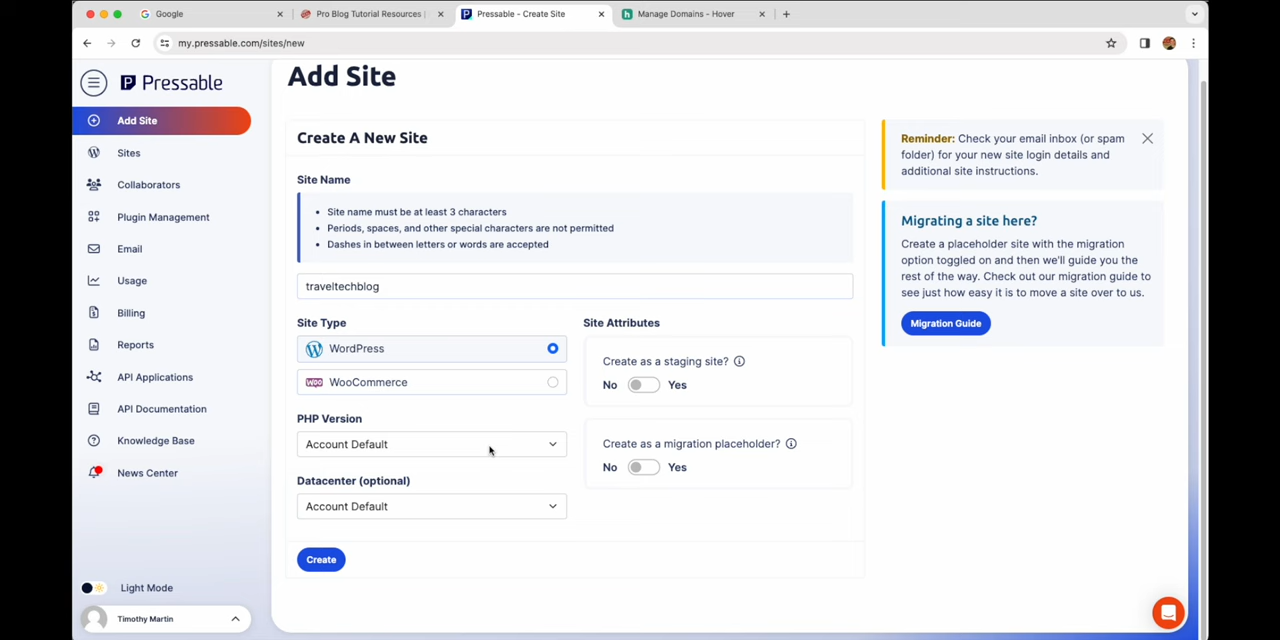 Google
Pro Blog Tutorial Resources |
Pressable - Create Site
Manage Domains - Hover
my.pressable.com/sites/new
Pressable
Add Site
Sites
Collaborators
Plugin Management
Email
Usage
Billing
Reports
API Applications
API Documentation
Knowledge Base
News Center
Light Mode
Timothy Martin
Add Site
Create A New Site
Site Name
• Site name must be at least 3 characters
• Periods, spaces, and other special characters are not permitted
• Dashes in between letters or words are accepted
traveltechblog
Site Type
WordPress
WOO WooCommerce
PHP Version
Account Default
Datacenter (optional)
Account Default
Create
Site Attributes
Create as a staging site?
No Yes
Create as a migration placeholder?
No Yes
Reminder: Check your email inbox (or spam
folder) for your new site login details and
additional site instructions.
Migrating a site here?
Create a placeholder site with the migration
option toggled on and then we'll guide you the
rest of the way. Check out our migration guide to
see just how easy it is to move a site over to us.
Migration Guide